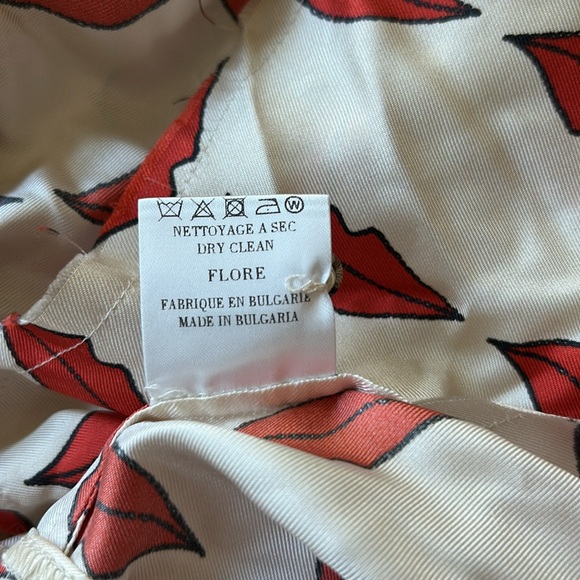 W
NETTOYAGE A SEC
DRY CLEAN
FLORE
FABRIQUE EN BULGARIE
MADE IN BULGARIA